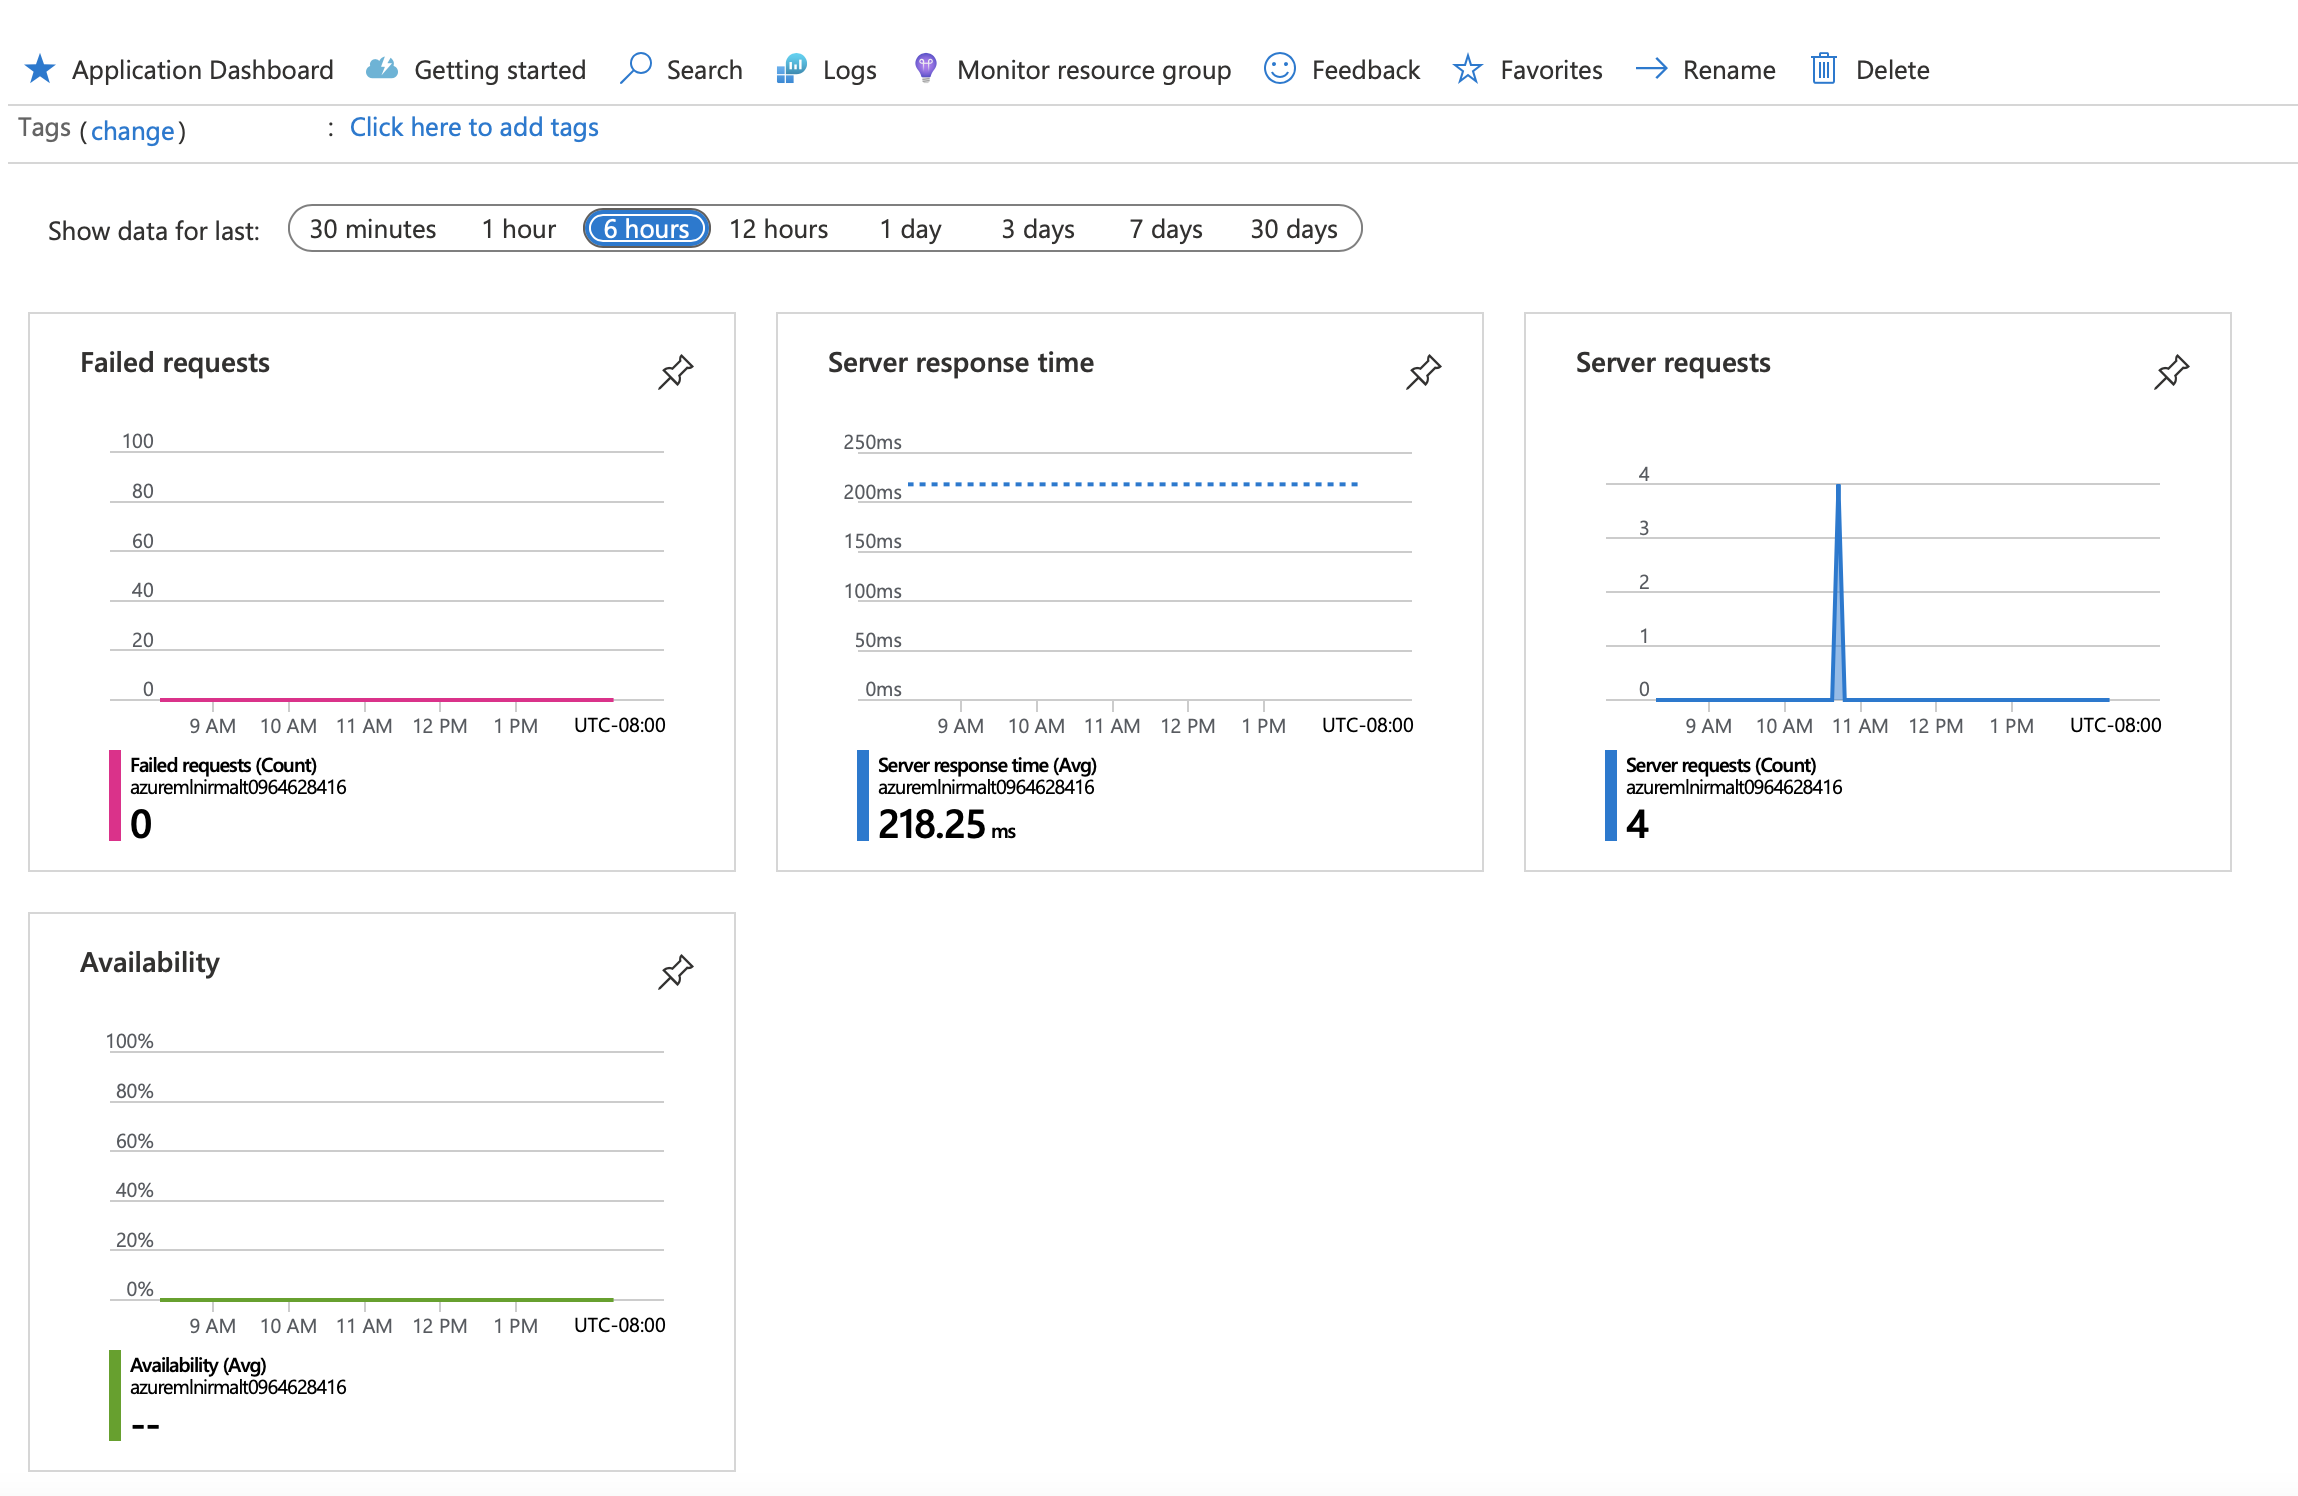 Application Dashboard Getting started Search Logs Monitor resource group Feedback Favorites Rename Delete
Tags (change) : Click here to add tags
Show data for last: 30 minutes 1 hour 6 hours 12 hours 1 day 3 days 7 days 30 days
Failed requests
100
80
60
40
20
0
9 AM 10 AM 11 AM 12 PM 1 PM UTC-08:00
Failed requests (Count)
azuremlnirmalt0964628416
0
Server response time
250ms
200ms
150ms
100ms
50ms
0ms
9 AM 10 AM 11 AM 12 PM 1 PM UTC-08:00
Server response time (Avg)
azuremlnirmalt0964628416
218.25 ms
Server requests
4
3
2
1
0
9 AM 10 AM 11 AM 12 PM 1 PM UTC-08:00
Server requests (Count)
azuremlnirmalt0964628416
4
Availability
100%
80%
60%
40%
20%
0%
9 AM 10 AM 11 AM 12 PM 1 PM UTC-08:00
Availability (Avg)
azuremlnirmalt0964628416
--